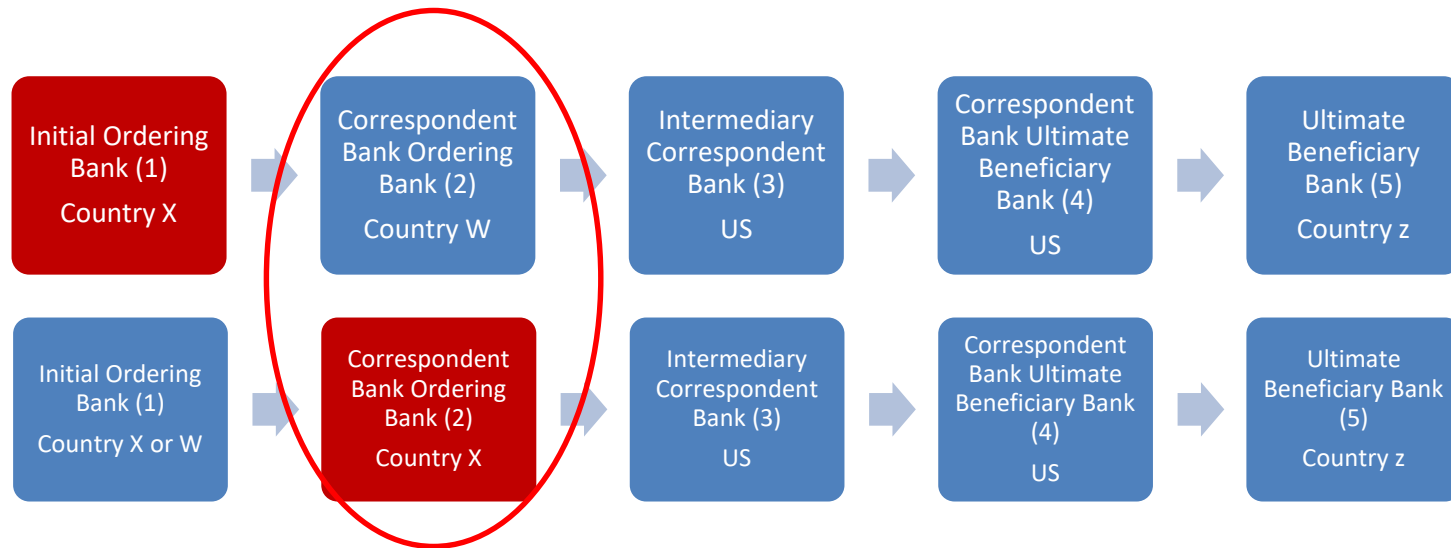 Initial Ordering
Bank (1)
Country X
Correspondent
Bank Ordering
Bank (2)
Country W
Intermediary
Correspondent
Bank (3)
US
Correspondent
Bank Ultimate
Beneficiary
Bank (4)
US
Ultimate
Beneficiary
Bank (5)
Country z
Initial Ordering
Bank (1)
Country X or W
Correspondent
Bank Ordering
Bank (2)
Country X
Intermediary
Correspondent
Bank (3)
US
Correspondent
Bank Ultimate
Beneficiary Bank
(4)
US
Ultimate
Beneficiary Bank
(5)
Country z